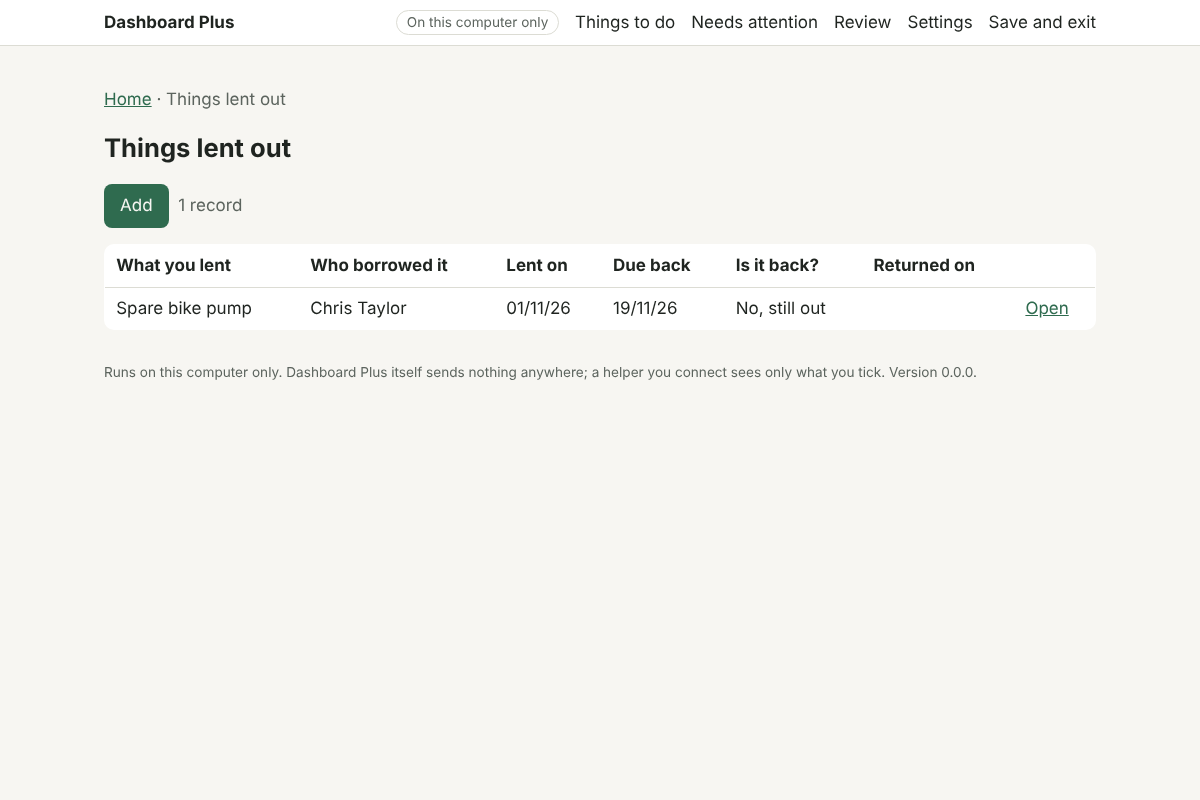 Dashboard Plus
On this computer only Things to do Needs attention Review Settings Save and exit
Home · Things lent out
Things lent out
Add 1 record
What you lent Who borrowed it Lent on Due back Is it back? Returned on
Spare bike pump Chris Taylor 01/11/26 19/11/26 No, still out Open
Runs on this computer only. Dashboard Plus itself sends nothing anywhere; a helper you connect sees only what you tick. Version 0.0.0.